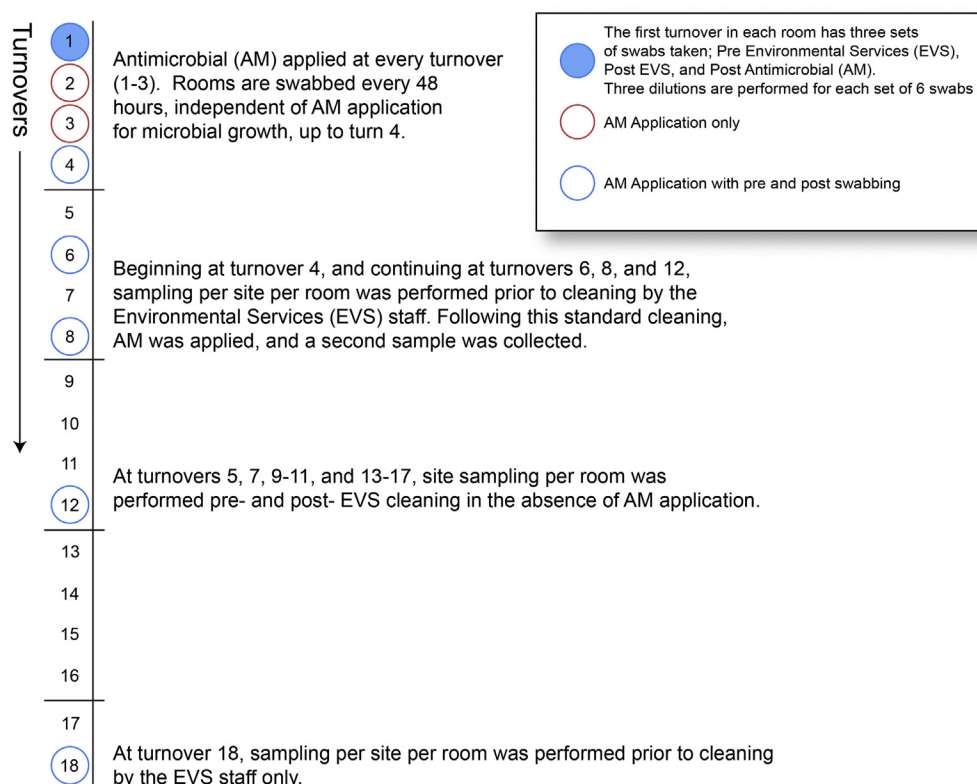 Turnovers
1
2
3
4
5
6
7
8
9
10
11
12
13
14
15
16
17
18
Antimicrobial (AM) applied at every turnover
(1-3).  Rooms are swabbed every 48
hours, independent of AM application
for microbial growth, up to turn 4.
Beginning at turnover 4, and continuing at turnovers 6, 8, and 12,
sampling per site per room was performed prior to cleaning by the
Environmental Services (EVS) staff. Following this standard cleaning,
AM was applied, and a second sample was collected.
At turnovers 5, 7, 9-11, and 13-17, site sampling per room was
performed pre- and post- EVS cleaning in the absence of AM application.
At turnover 18, sampling per site per room was performed prior to cleaning
by the EVS staff only.
The first turnover in each room has three sets
of swabs taken; Pre Environmental Services (EVS),
Post EVS, and Post Antimicrobial (AM).
Three dilutions are performed for each set of 6 swabs
AM Application only
AM Application with pre and post swabbing